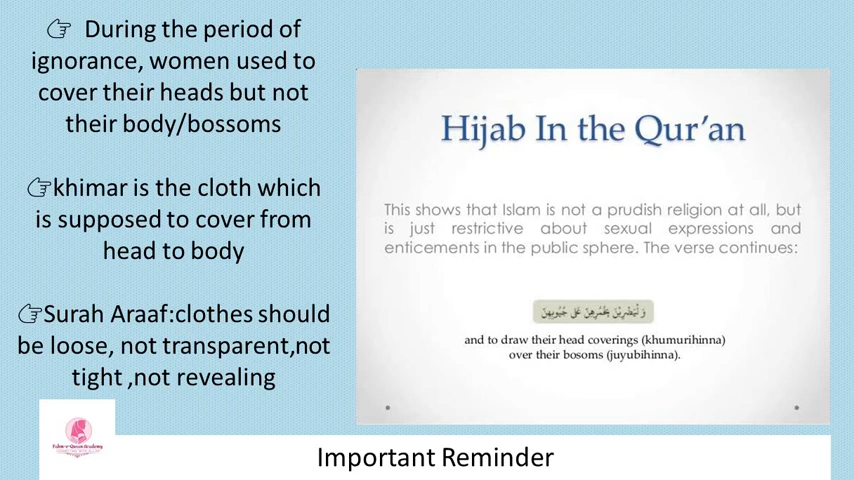 ☞ During the period of
ignorance, women used to
cover their heads but not
their body/bossoms
☞khimar is the cloth which
is supposed to cover from
head to body
☞Surah Araaf:clothes should
be loose, not transparent,not
tight ,not revealing
Hijab In the Qur’an
This shows that Islam is not a prudish religion at all, but
is just restrictive about sexual expressions and
enticements in the public sphere. The verse continues:
وَلْيَضْرِبْنَ بِخُمُرِهِنَّ عَلَى جُيُوبِهِنَّ
and to draw their head coverings (khumurihinna)
over their bosoms (juyubihinna).
Fahm-e-Quran Academy
Important Reminder